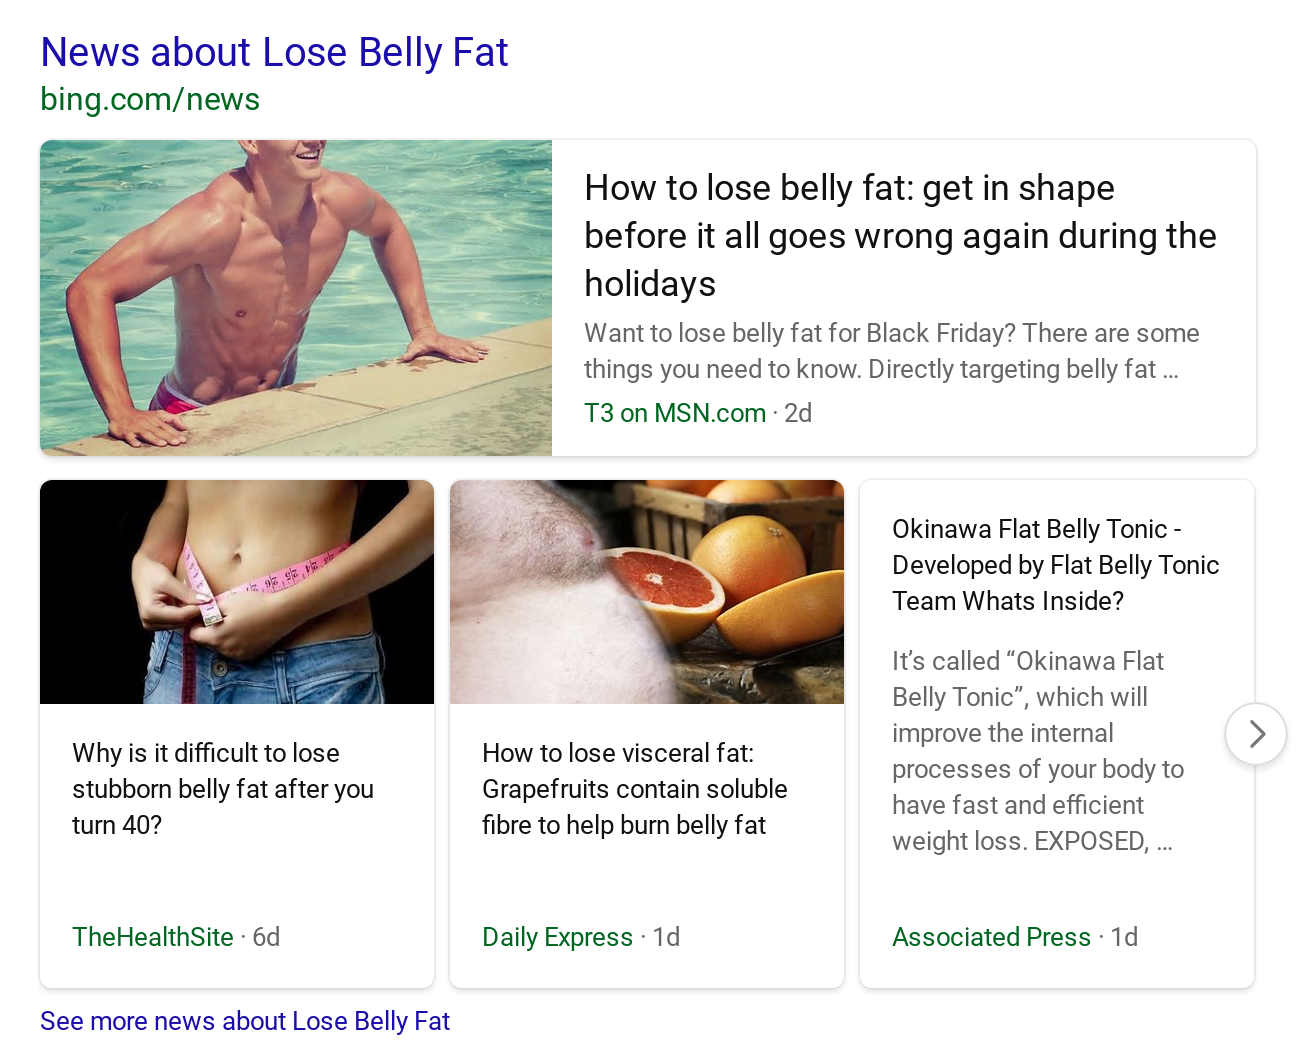 News about Lose Belly Fat
bing.com/news
How to lose belly fat: get in shape
before it all goes wrong again during the
holidays
Want to lose belly fat for Black Friday? There are some
things you need to know. Directly targeting belly fat ...
T3 on MSN.com · 2d
Why is it difficult to lose
stubborn belly fat after you
turn 40?
TheHealthSite · 6d
How to lose visceral fat:
Grapefruits contain soluble
fibre to help burn belly fat
Daily Express · 1d
Okinawa Flat Belly Tonic -
Developed by Flat Belly Tonic
Team Whats Inside?
It’s called “Okinawa Flat
Belly Tonic”, which will
improve the internal
processes of your body to
have fast and efficient
weight loss. EXPOSED, ...
Associated Press · 1d
See more news about Lose Belly Fat